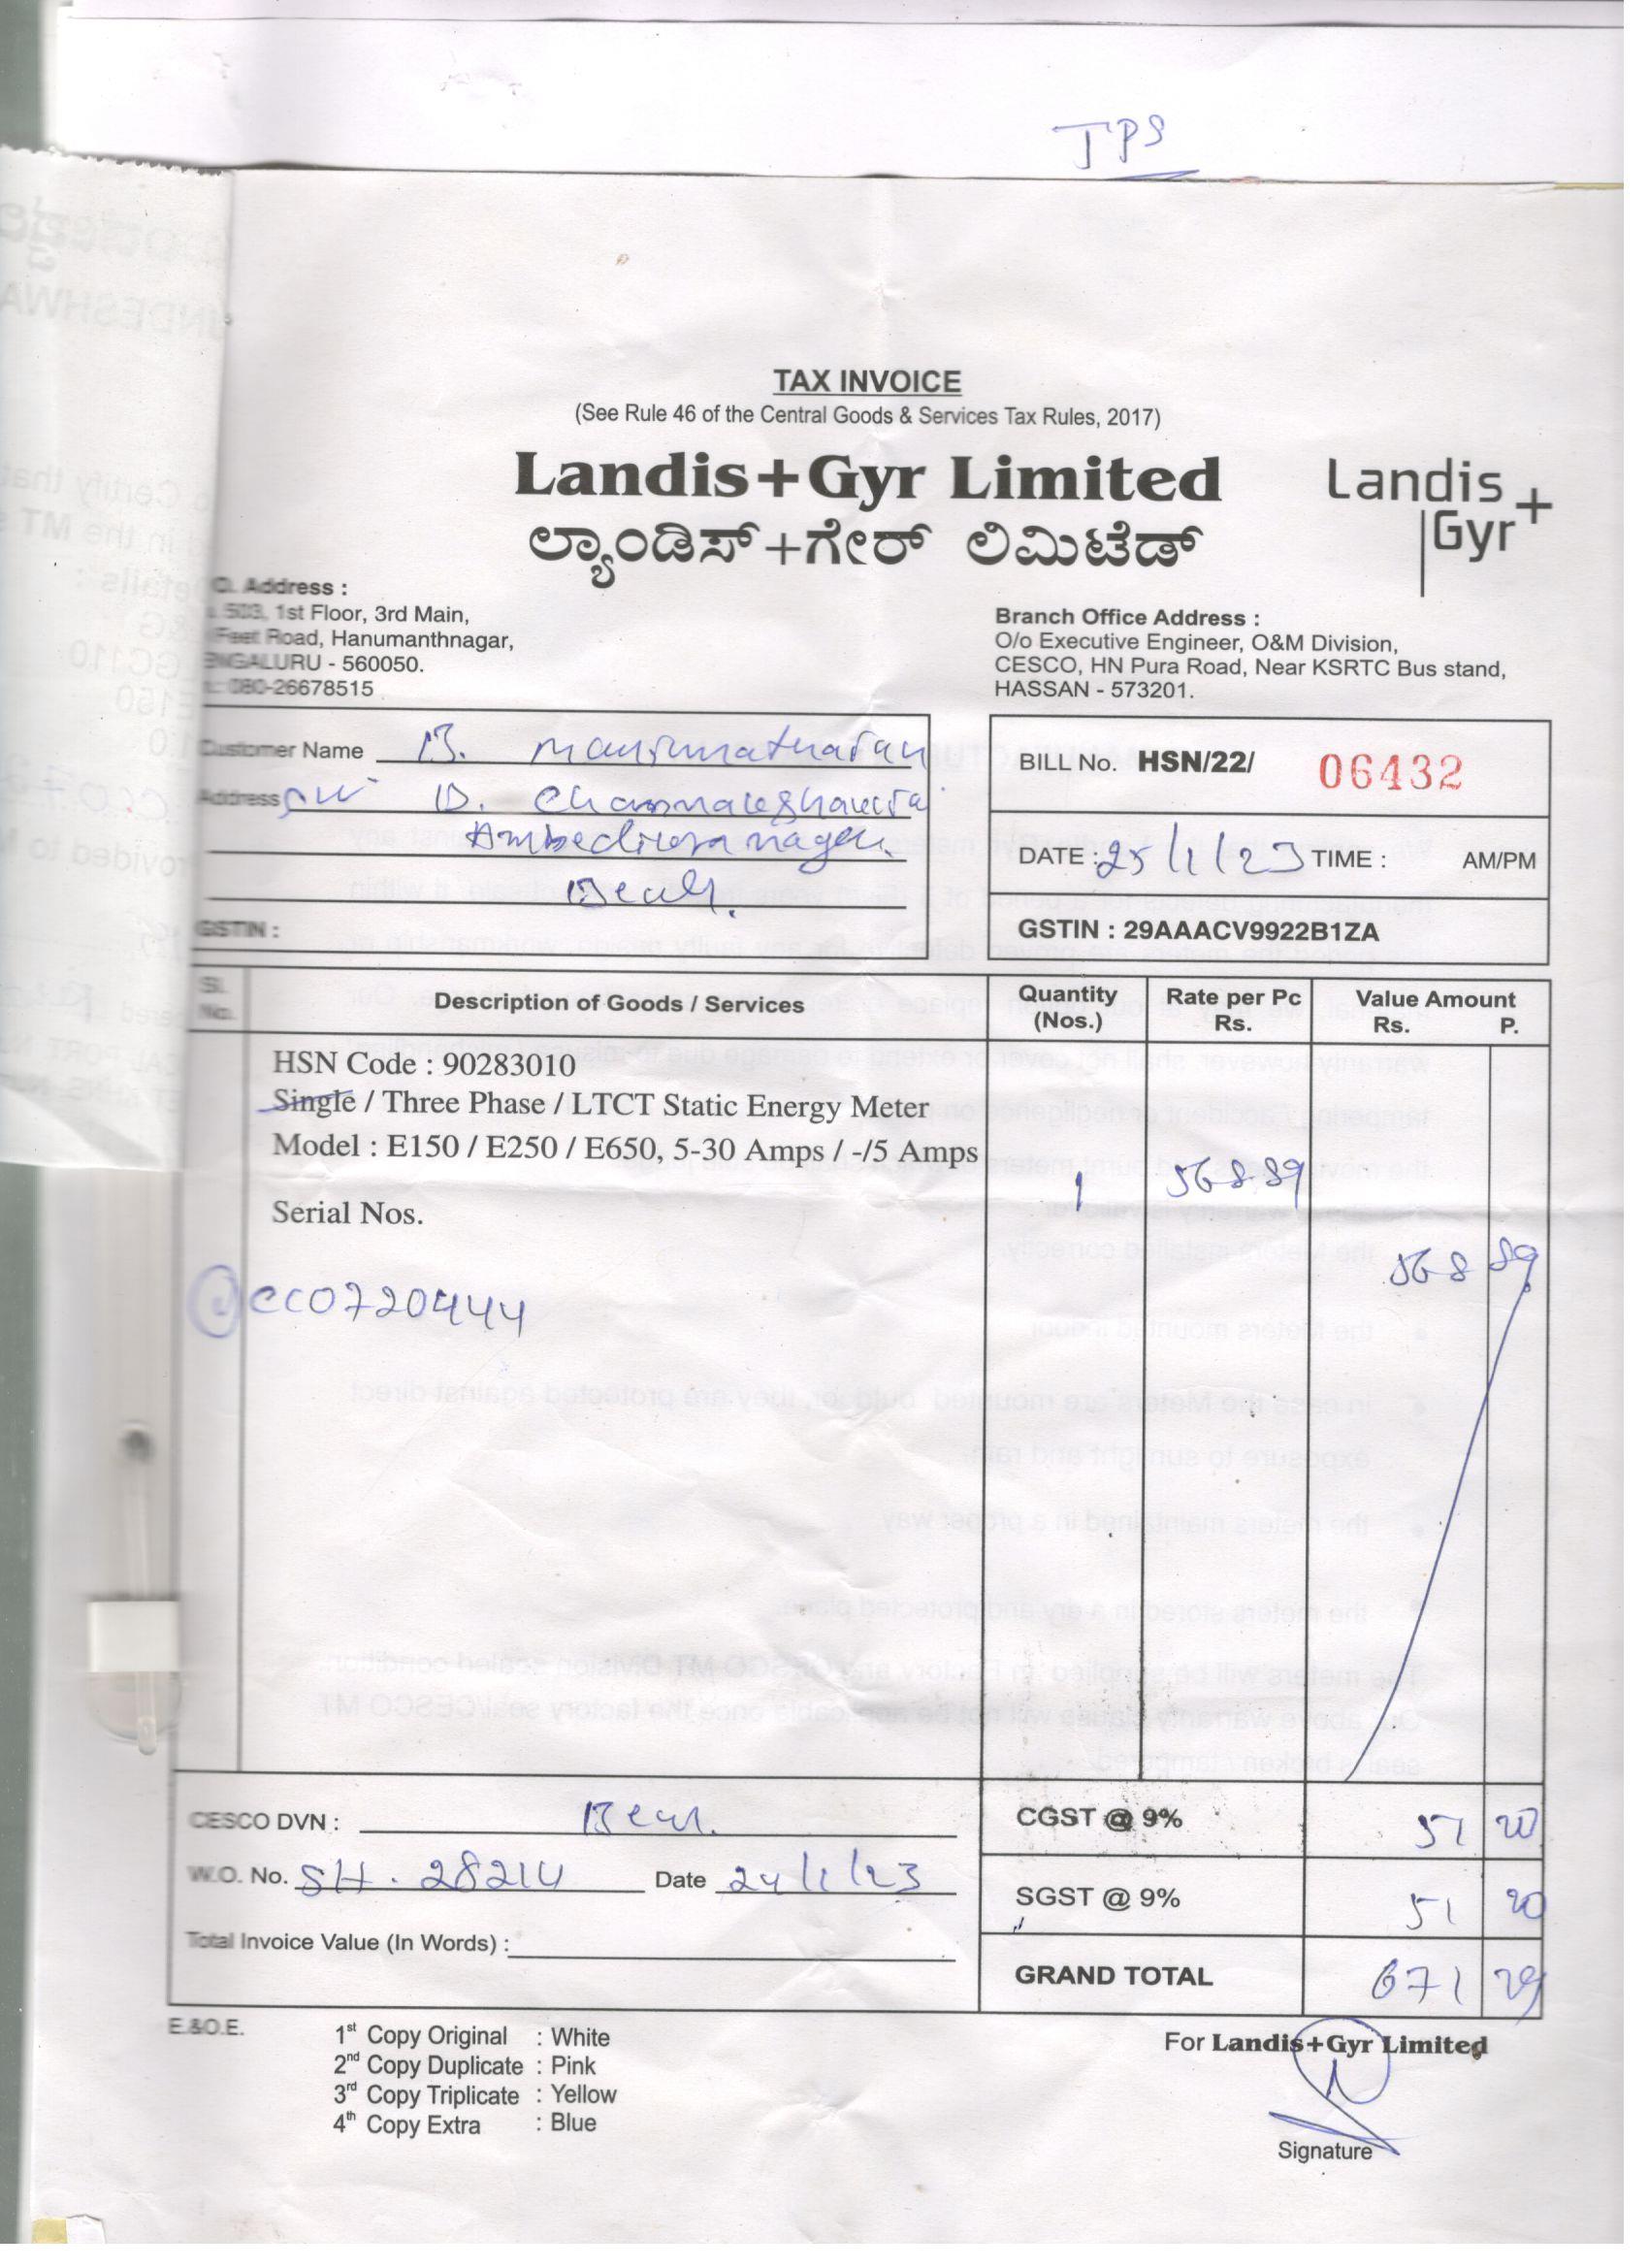 TPS
TAX INVOICE
(See Rule 46 of the Central Goods & Services Tax Rules, 2017)
Landis+Gyr Limited
ಲ್ಯಾಂಡಿಸ್+ಗೇರ್ ಲಿಮಿಟೆಡ್
Landis
Gyr+
O. Address :
503, 1st Floor, 3rd Main,
Feet Road, Hanumanthnagar,
ENGALURU - 560050.
080-26678515
Branch Office Address :
O/o Executive Engineer, O&M Division,
CESCO, HN Pura Road, Near KSRTC Bus stand,
HASSAN - 573201.
Customer Name B.
Address D.
GSTIN :
BILL No. HSN/22/ 06432
DATE : 25/1/23 TIME : AM/PM
GSTIN : 29AAACV9922B1ZA
Sl. No. Description of Goods / Services Quantity (Nos.) Rate per Pc Rs. Value Amount Rs. P.
HSN Code : 90283010
Single / Three Phase / LTCT Static Energy Meter
Model : E150 / E250 / E650, 5-30 Amps / -/5 Amps
1 568.89
Serial Nos.
568 89
CC0720444
CESCO DVN :
CGST @ 9% 51 20
W.O. No. SH. 28214 Date 24/1/23
SGST @ 9% 51 20
Total Invoice Value (In Words) :
GRAND TOTAL 671 29
E.&O.E.
1st Copy Original : White
2nd Copy Duplicate : Pink
3rd Copy Triplicate : Yellow
4th Copy Extra : Blue
For Landis+Gyr Limited
Signature